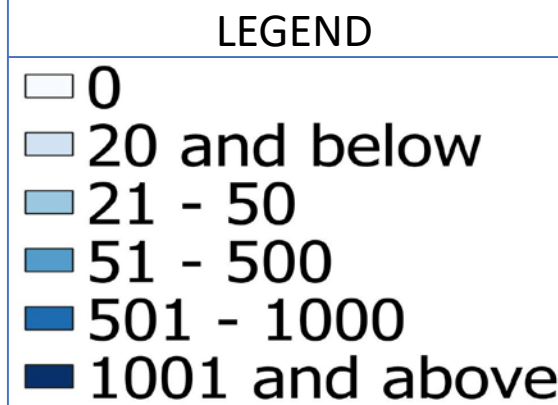 LEGEND
0
20 and below
21 - 50
51 - 500
501 - 1000
1001 and above